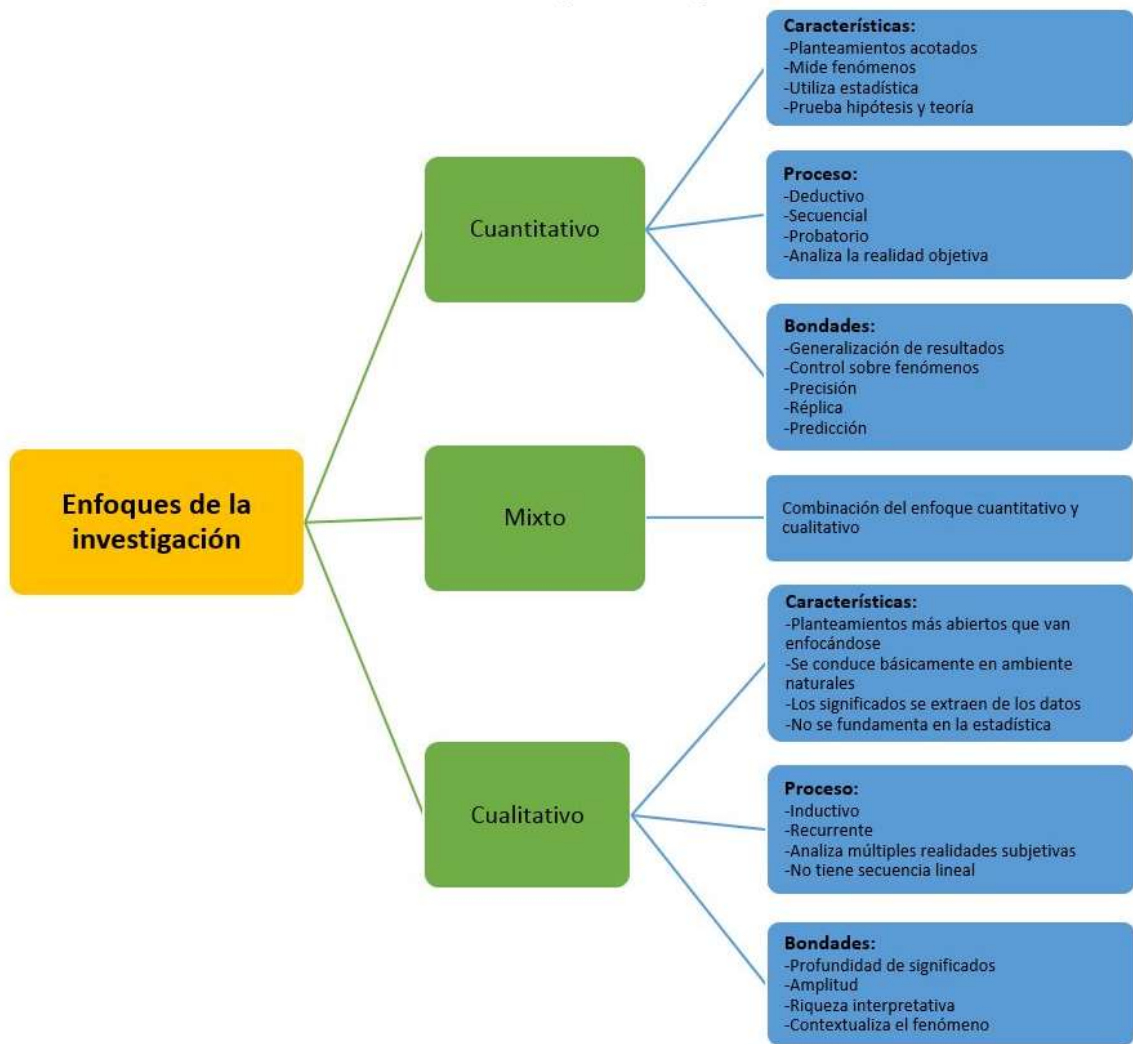 Enfoques de la
investigación
Cuantitativo
Características:
-Planteamientos acotados
-Mide fenómenos
-Utiliza estadística
-Prueba hipótesis y teoría
Proceso:
-Deductivo
-Secuencial
-Probatorio
-Analiza la realidad objetiva
Bondades:
-Generalización de resultados
-Control sobre fenómenos
-Precisión
-Réplica
-Predicción
Mixto
Combinación del enfoque cuantitativo y
cualitativo
Cualitativo
Características:
-Planteamientos más abiertos que van
enfocándose
-Se conduce básicamente en ambiente
naturales
-Los significados se extraen de los datos
-No se fundamenta en la estadística
Proceso:
-Inductivo
-Recurrente
-Analiza múltiples realidades subjetivas
-No tiene secuencia lineal
Bondades:
-Profundidad de significados
-Amplitud
-Riqueza interpretativa
-Contextualiza el fenómeno